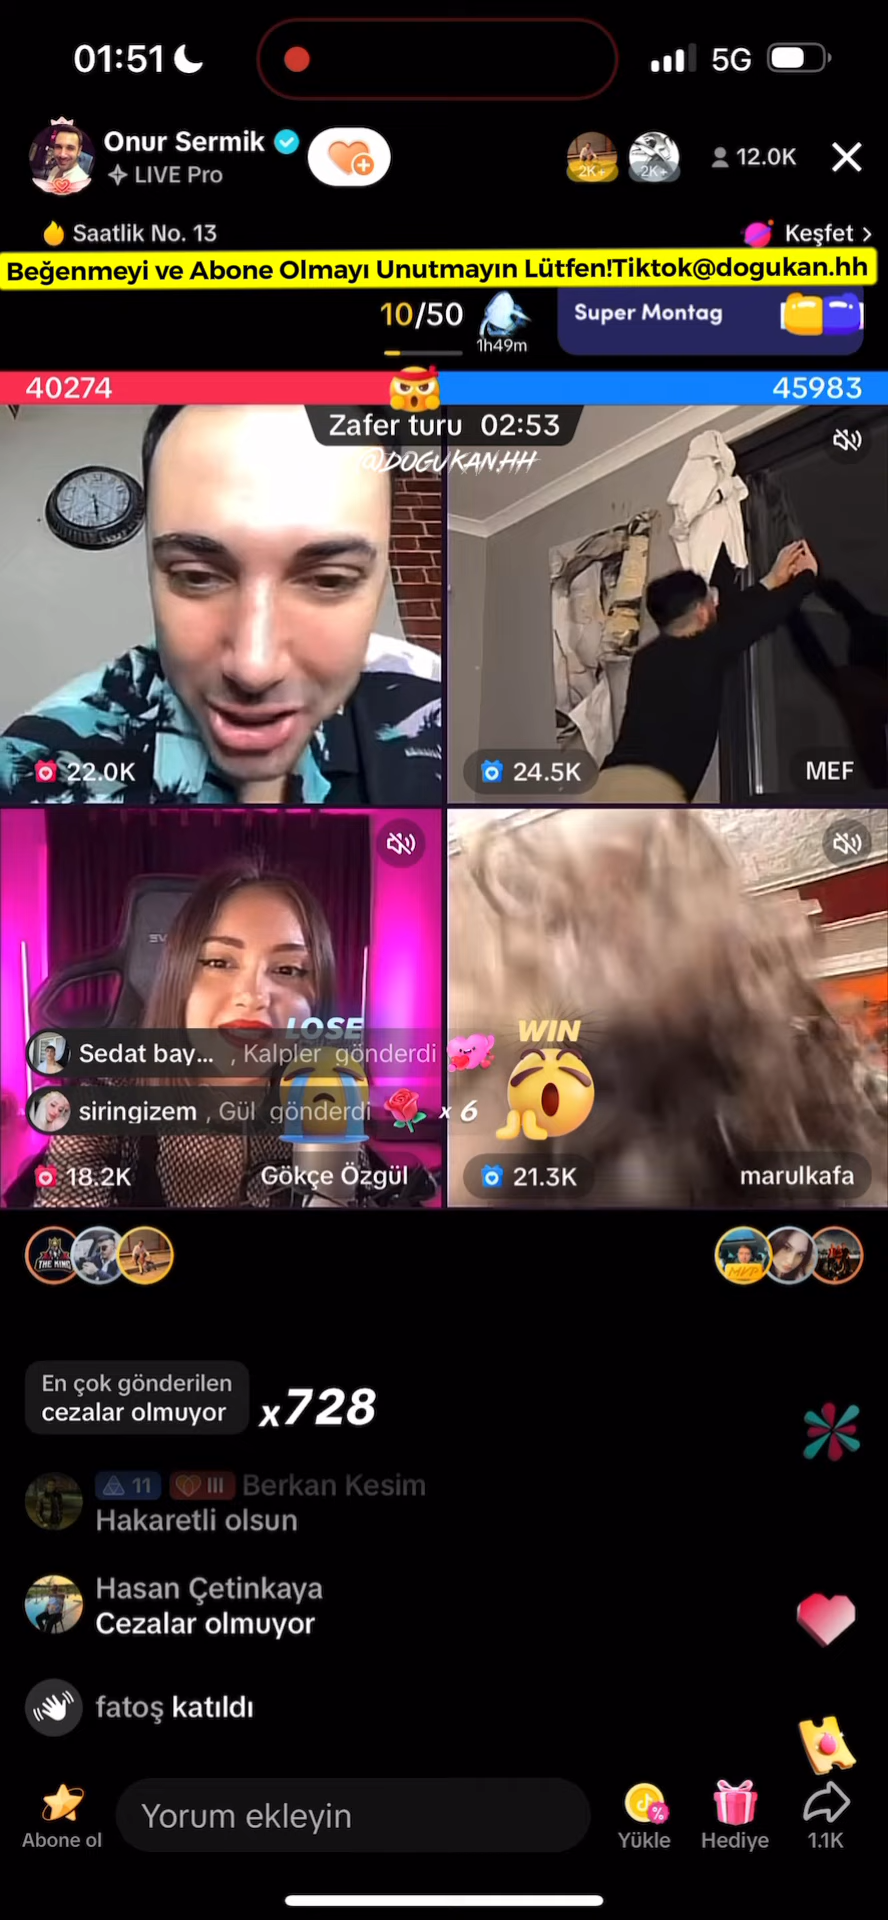 01:51
5G
Onur Sermik
LIVE Pro
2K+
2K+
12.0K
Saatlik No. 13
Keşfet >
Beğenmeyi ve Abone Olmayı Unutmayın Lütfen!Tiktok@dogukan.hh
10/50
1h49m
Super Montag
40274
45983
Zafer turu 02:53
@DOGUKAN.HH
22.0K
24.5K
MEF
LOSE
WIN
Sedat bay... , Kalpler gönderdi
siringizem , Gül gönderdi x 6
18.2K
Gökçe Özgül
21.3K
marulkafa
THE KING
MVP
En çok gönderilen
cezalar olmuyor
x728
11 III Berkan Kesim
Hakaretli olsun
Hasan Çetinkaya
Cezalar olmuyor
fatoş katıldı
Abone ol
Yorum ekleyin
Yükle
Hediye
1.1K